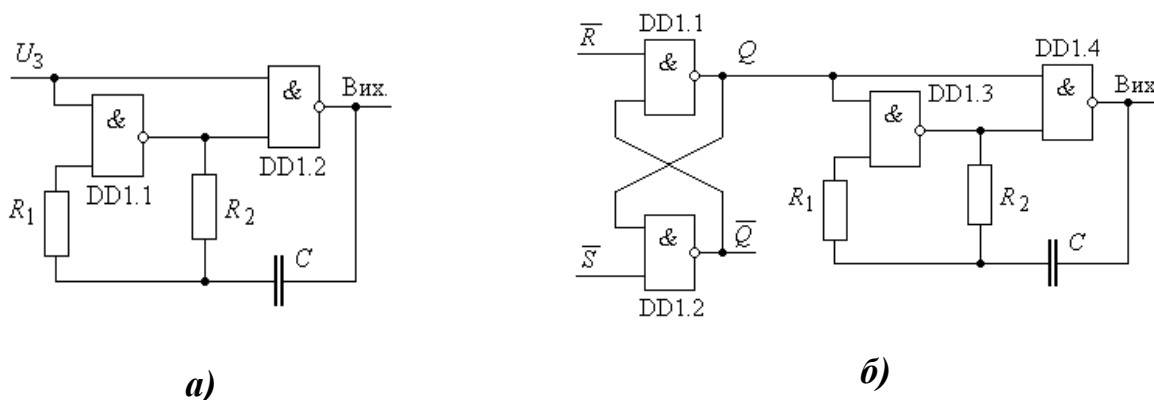 U3
&
DD1.1
&
DD1.2
Вих.
R1
R2
C
а)
R̅
DD1.1
&
Q
&
S̅
DD1.2
Q̅
&
DD1.3
DD1.4
&
Вих
R1
R2
C
б)